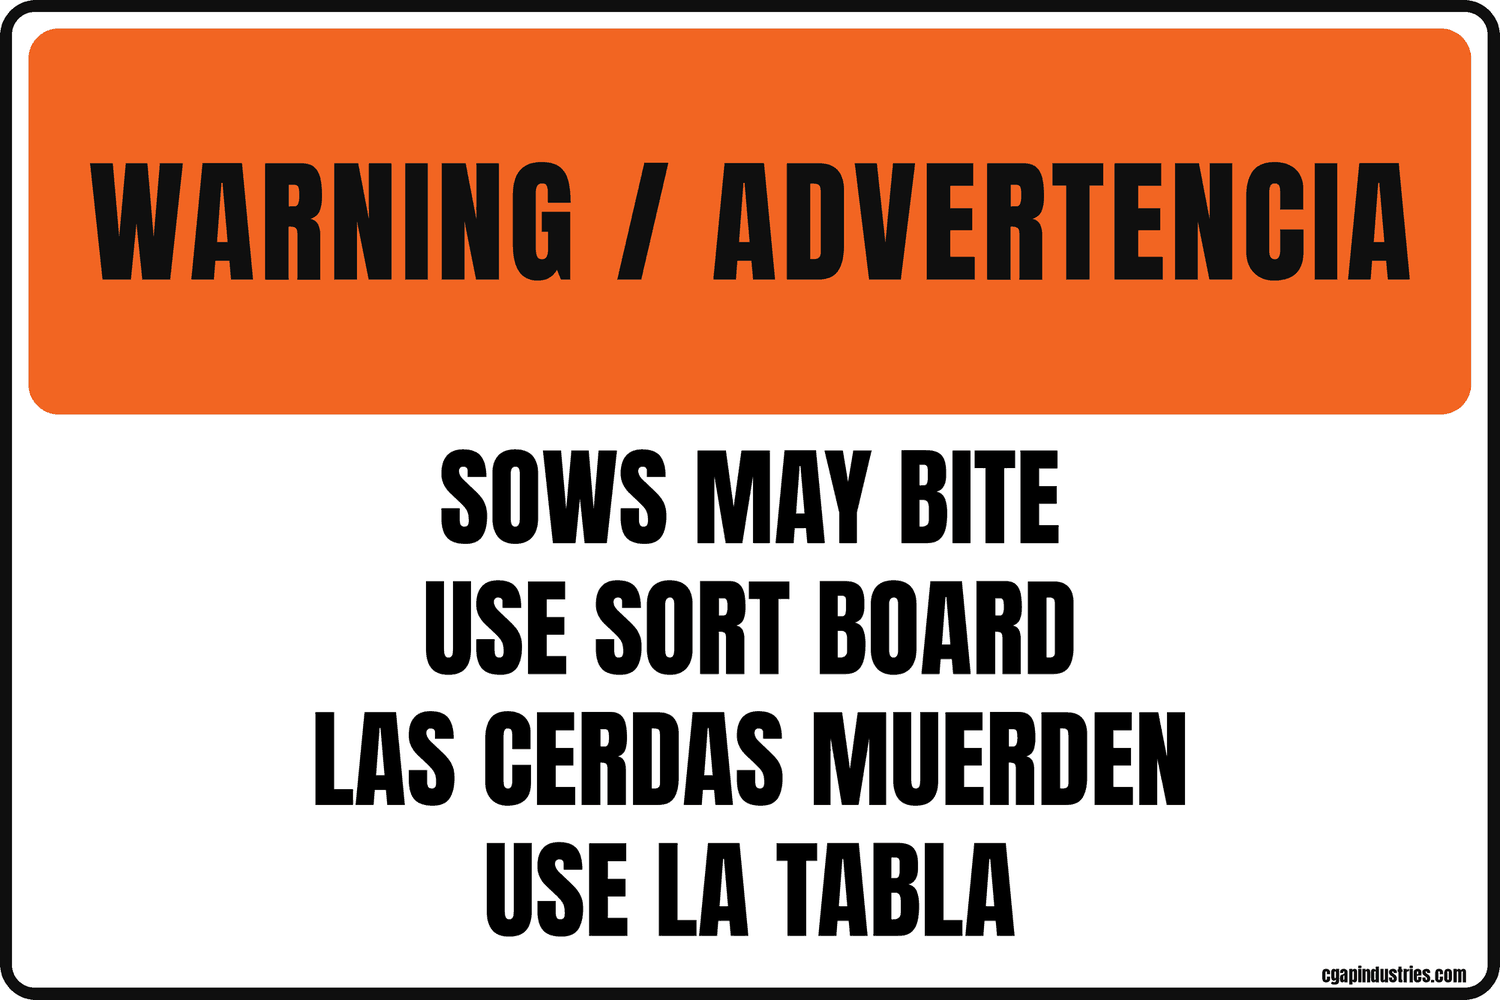 WARNING / ADVERTENCIA
SOWS MAY BITE
USE SORT BOARD
LAS CERDAS MUERDEN
USE LA TABLA
cgapindustries.com